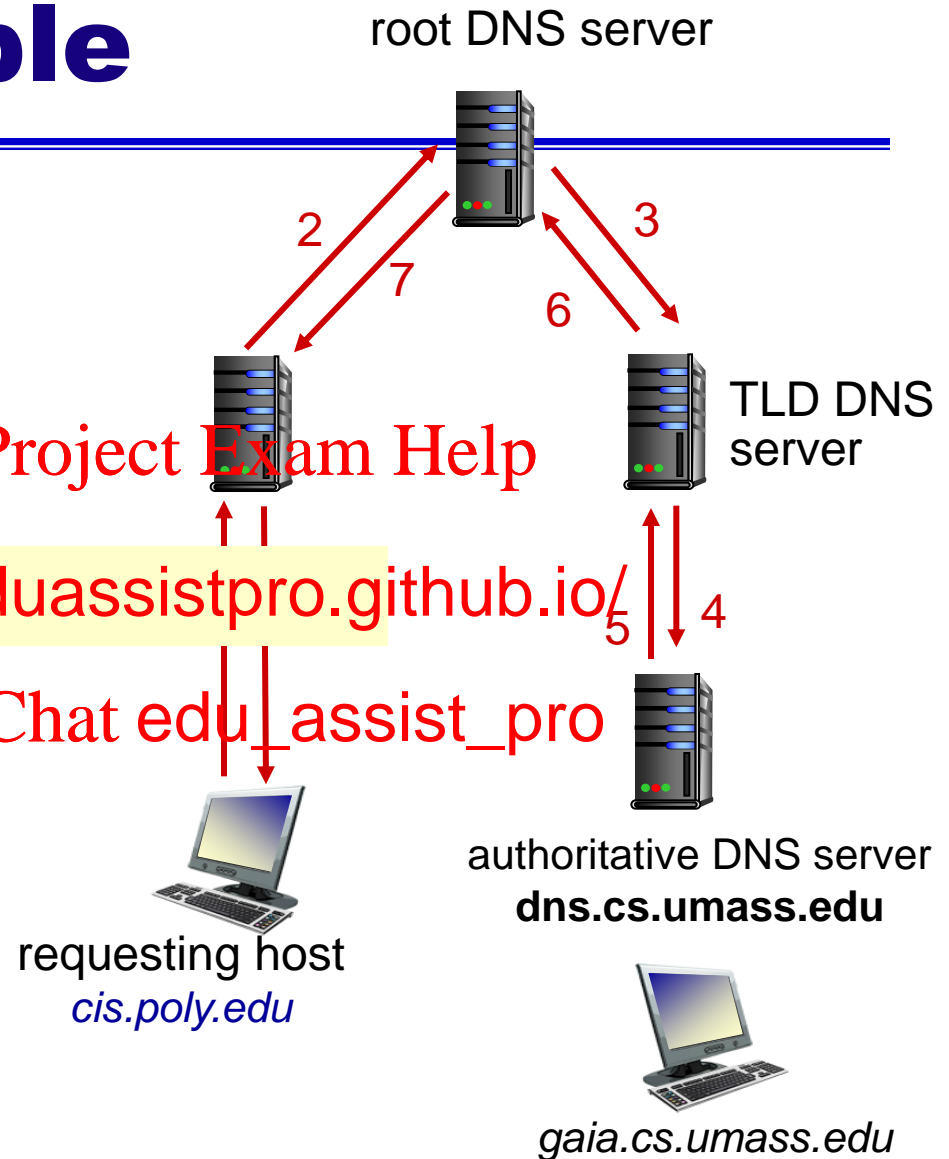 ple
root DNS server
2
3
7
6
TLD DNS
server
Project Exam Help
duassistpro.github.io/
5
4
Chat edu_assist_pro
authoritative DNS server
dns.cs.umass.edu
requesting host
cis.poly.edu
gaia.cs.umass.edu